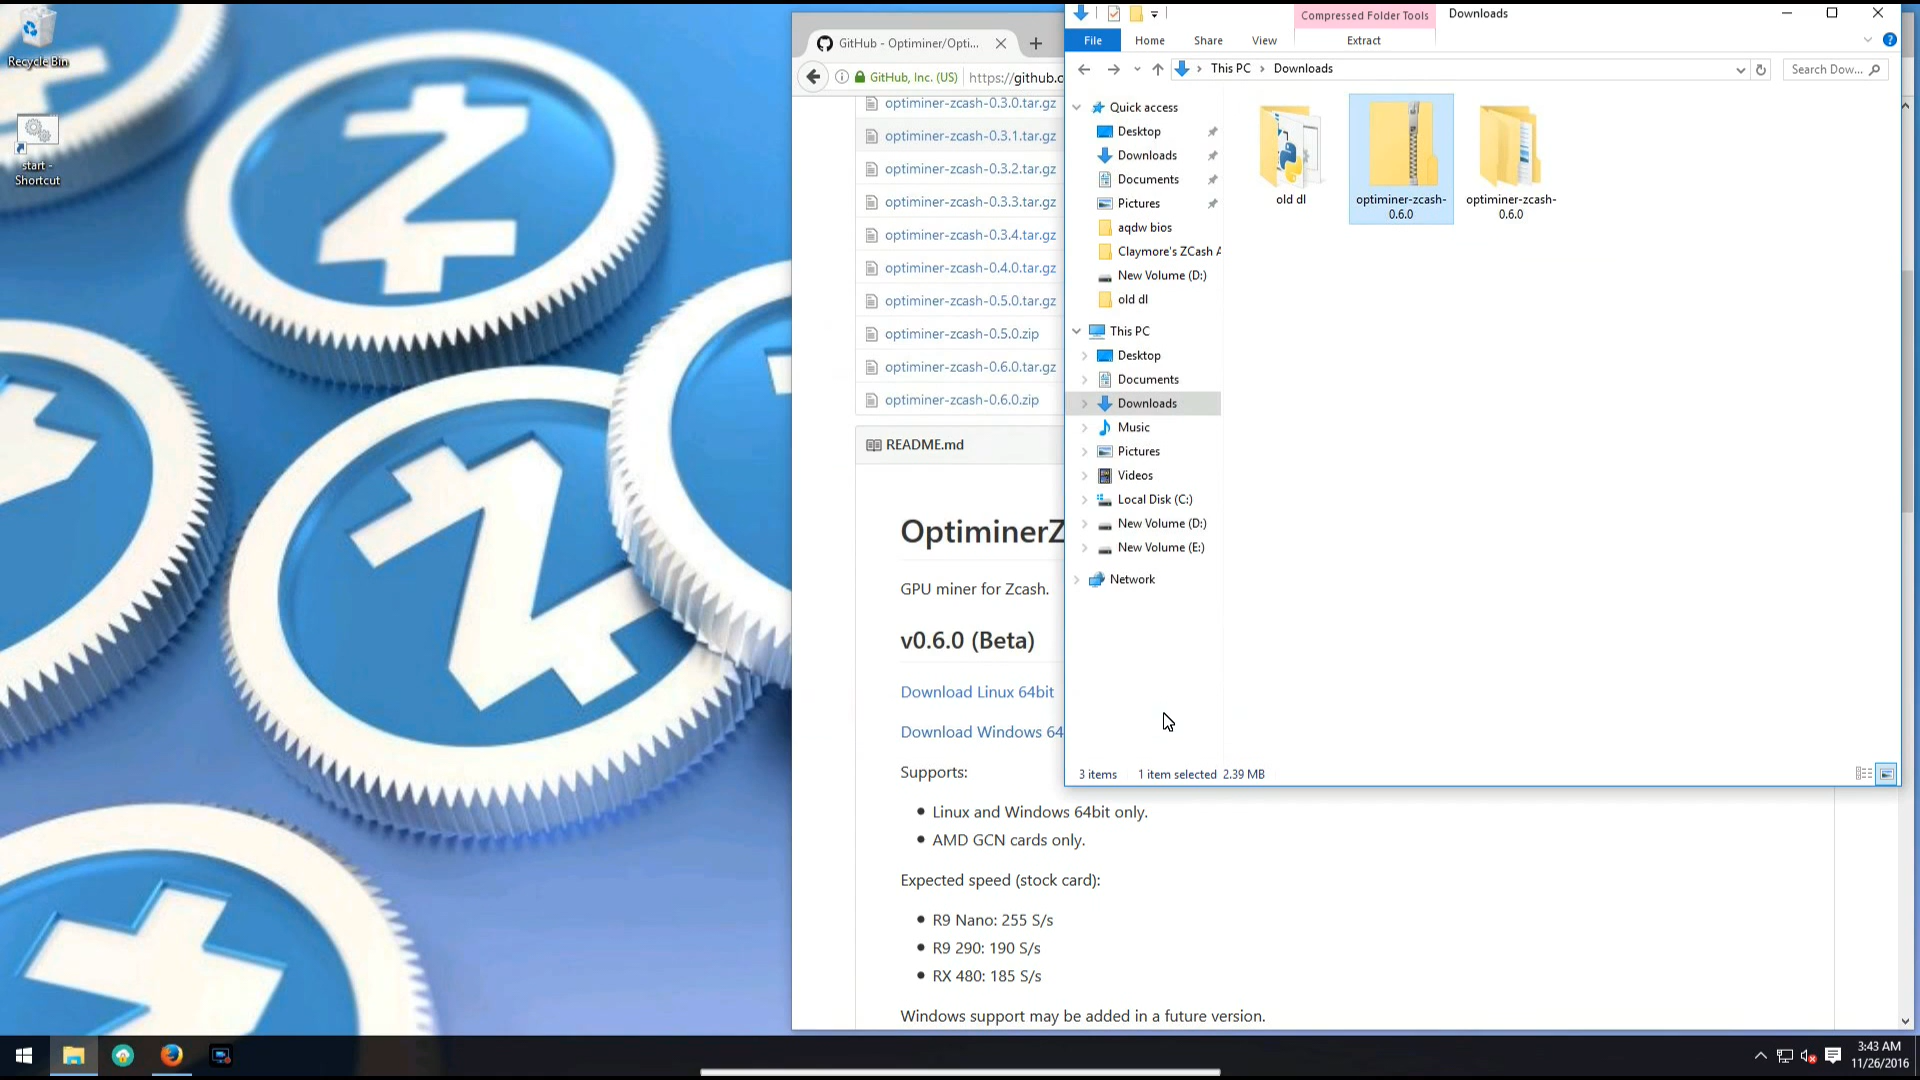 Recycle Bin
start -
Shortcut
GitHub - Optiminer/Opti...
GitHub, Inc. (US)
https://github.c
optiminer-zcash-0.3.0.tar.gz
optiminer-zcash-0.3.1.tar.gz
optiminer-zcash-0.3.2.tar.gz
optiminer-zcash-0.3.3.tar.gz
optiminer-zcash-0.3.4.tar.gz
optiminer-zcash-0.4.0.tar.gz
optiminer-zcash-0.5.0.tar.gz
optiminer-zcash-0.5.0.zip
optiminer-zcash-0.6.0.tar.gz
optiminer-zcash-0.6.0.zip
README.md
OptiminerZ
GPU miner for Zcash.
v0.6.0 (Beta)
Download Linux 64bit
Download Windows 64
Supports:
Linux and Windows 64bit only.
AMD GCN cards only.
Expected speed (stock card):
R9 Nano: 255 S/s
R9 290: 190 S/s
RX 480: 185 S/s
Windows support may be added in a future version.
Compressed Folder Tools
Downloads
File
Home
Share
View
Extract
This PC
Downloads
Search Dow...
Quick access
Desktop
Downloads
Documents
Pictures
aqdw bios
Claymore's ZCash A
New Volume (D:)
old dl
This PC
Desktop
Documents
Downloads
Music
Pictures
Videos
Local Disk (C:)
New Volume (D:)
New Volume (E:)
Network
old dl
optiminer-zcash-
0.6.0
optiminer-zcash-
0.6.0
3 items
1 item selected 2.39 MB
3:43 AM
11/26/2016